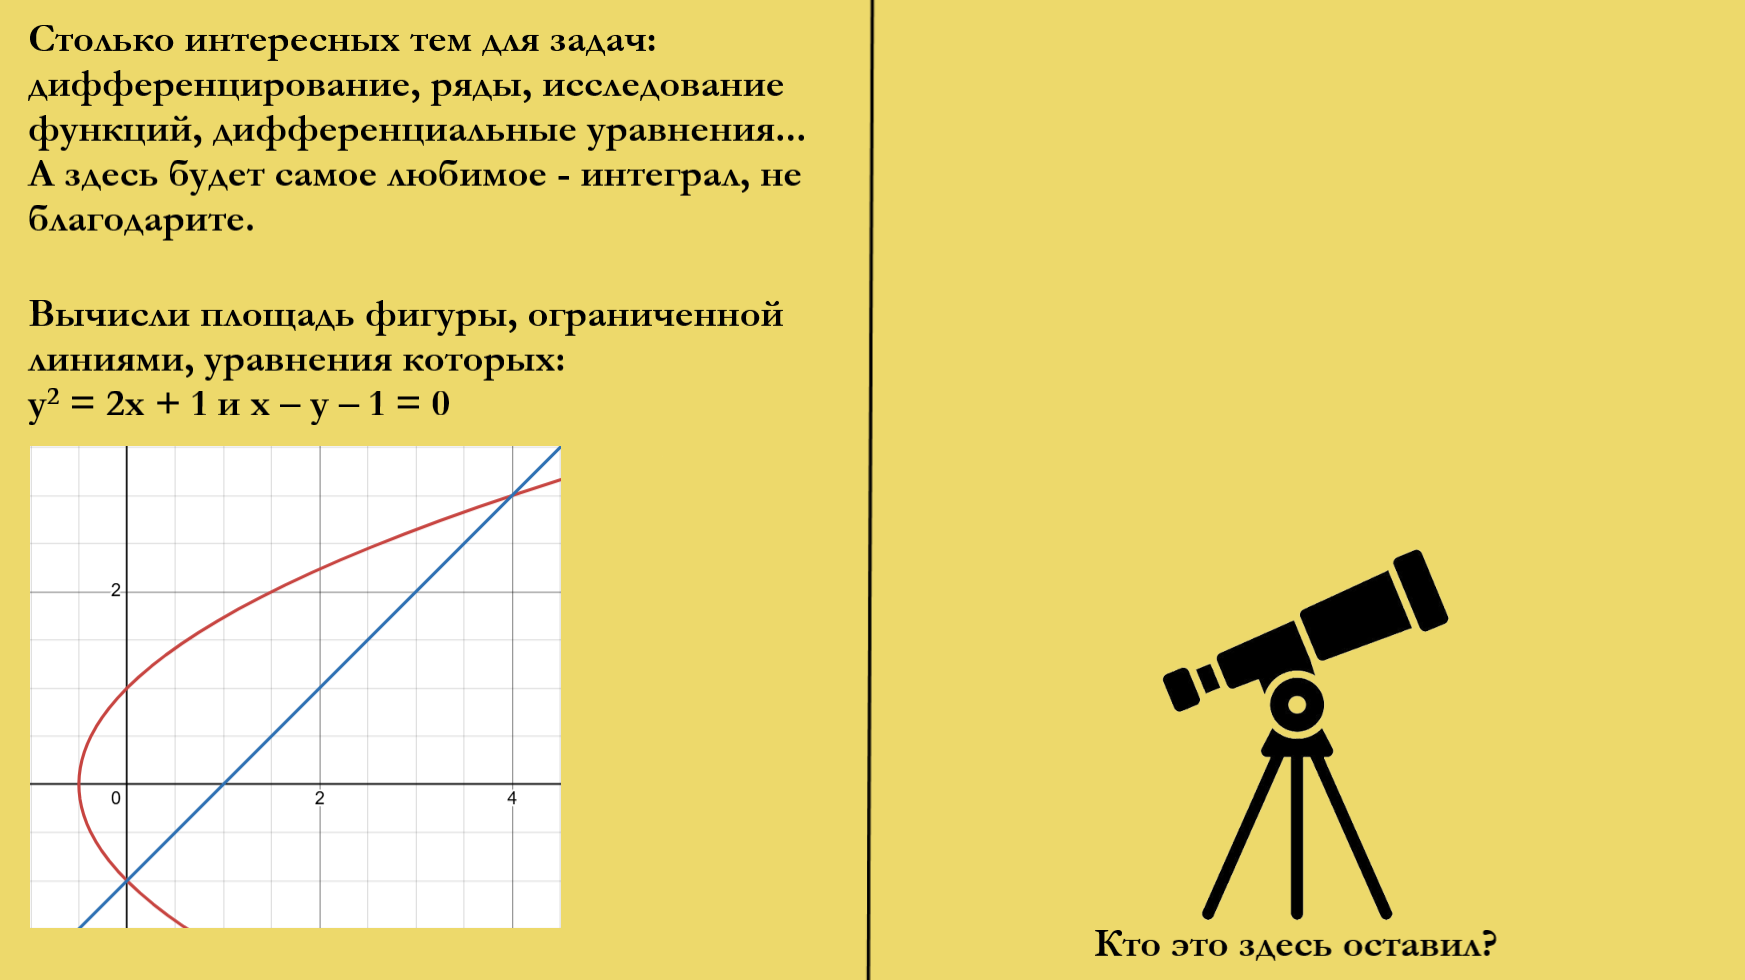 Столько интересных тем для задач:
дифференцирование, ряды, исследование
функций, дифференциальные уравнения...
А здесь будет самое любимое - интеграл, не
благодарите.
Вычисли площадь фигуры, ограниченной
линиями, уравнения которых:
y² = 2x + 1 и x – y – 1 = 0
2
0
2
4
Кто это здесь оставил?